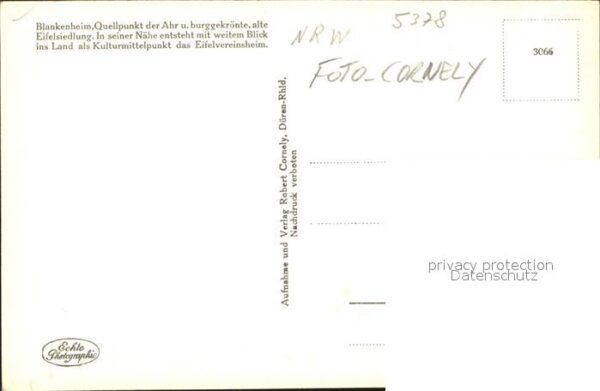 Blankenheim, Quellpunkt der Ahr u. burggekrönte, alte
Eifelsiedlung. In seiner Nähe entsteht mit weitem Blick
ins Land als Kulturmittelpunkt das Eifelvereinsheim.
NRW
5378
FOTO-CORNELY
3066
Aufnahme und Verlag Robert Cornely, Düren-Rhld.
Nachdruck verboten
privacy protection
Datenschutz
Echte
Photographie